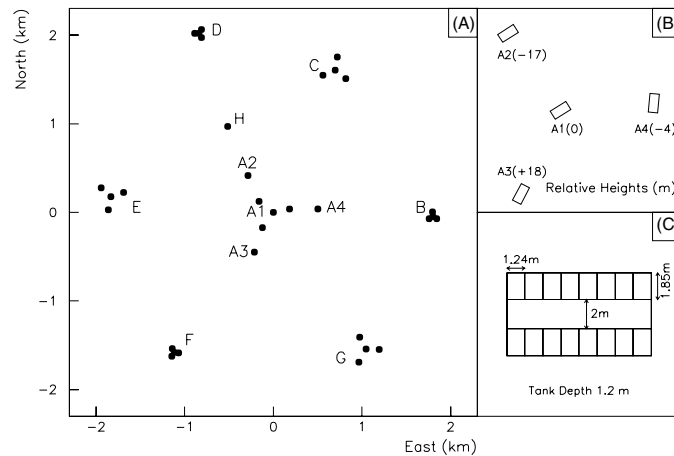 North (km)
2
1
0
−1
−2
−2
−1
0
1
2
East (km)
(A)
D
C
H
A2
E
A1
A4
B
A3
F
G
(B)
A2(−17)
A1(0)
A4(−4)
A3(+18)
Relative Heights (m)
(C)
1.24m
1.85m
2m
Tank Depth 1.2 m